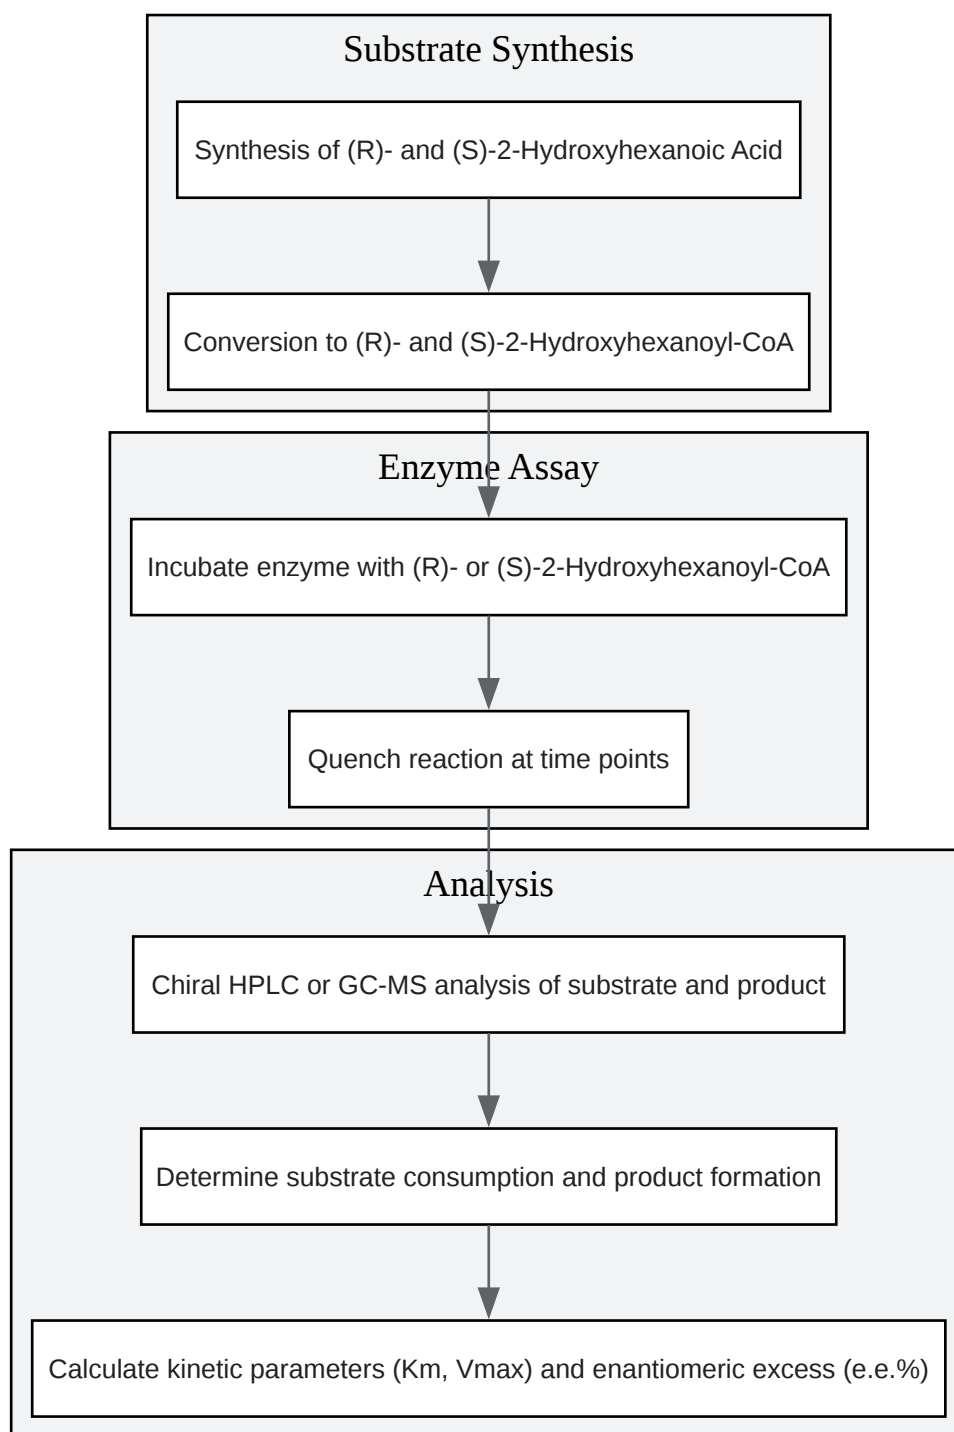 Substrate Synthesis
Synthesis of (R)- and (S)-2-Hydroxyhexanoic Acid
Conversion to (R)- and (S)-2-Hydroxyhexanoyl-CoA
Enzyme Assay
Incubate enzyme with (R)- or (S)-2-Hydroxyhexanoyl-CoA
Quench reaction at time points
Analysis
Chiral HPLC or GC-MS analysis of substrate and product
Determine substrate consumption and product formation
Calculate kinetic parameters (Km, Vmax) and enantiomeric excess (e.e.%)